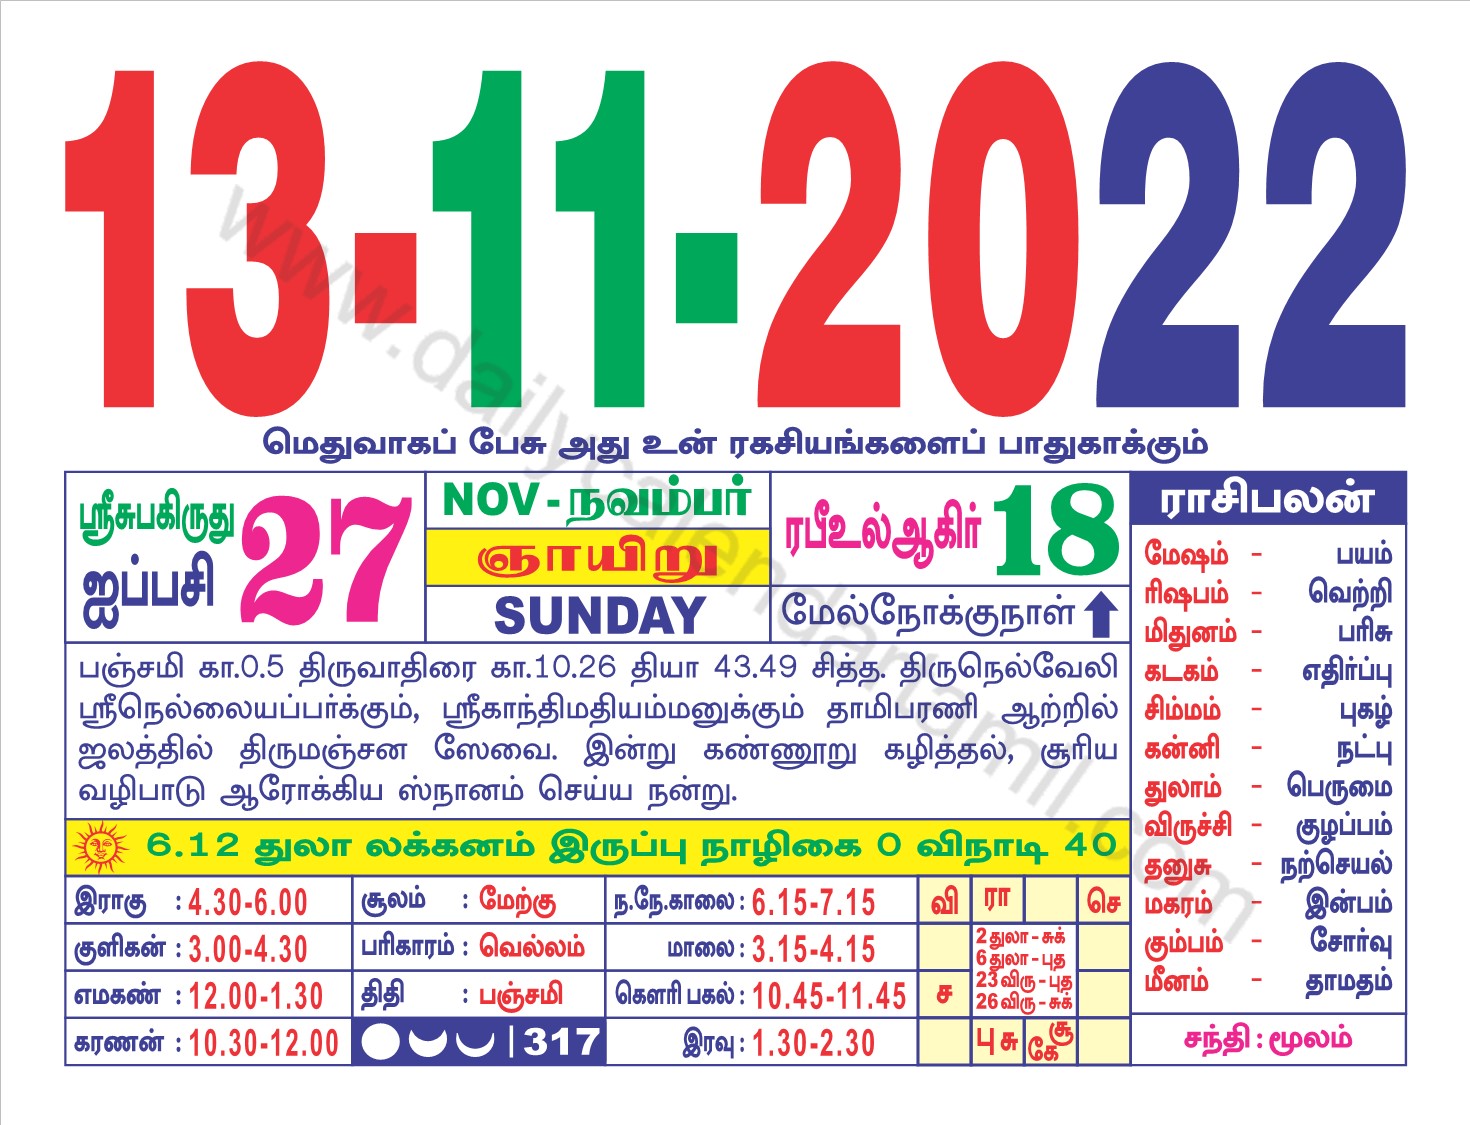 13-11-2022
மெதுவாகப் பேசு அது உன் ரகசியங்களைப் பாதுகாக்கும்
ஸ்ரீசுபகிருது
ஐப்பசி
27
NOV - நவம்பர்
ஞாயிறு
SUNDAY
ரபீஉல்ஆகிர் 18
மேல்நோக்குநாள்
பஞ்சமி கா.0.5 திருவாதிரை கா.10.26 தியா 43.49 சித்த. திருநெல்வேலி
ஸ்ரீநெல்லையப்பர்க்கும், ஸ்ரீகாந்திமதியம்மனுக்கும் தாமிபரணி ஆற்றில்
ஜலத்தில் திருமஞ்சன ஸேவை. இன்று கண்ணூறு கழித்தல், சூரிய
வழிபாடு ஆரோக்கிய ஸ்நானம் செய்ய நன்று.
6.12 துலா லக்கனம் இருப்பு நாழிகை 0 விநாடி 40
இராகு : 4.30-6.00
குளிகன் : 3.00-4.30
எமகண் : 12.00-1.30
கரணன் : 10.30-12.00
சூலம் : மேற்கு
பரிகாரம் : வெல்லம்
திதி : பஞ்சமி
| 317
ந.நே.காலை : 6.15-7.15
மாலை : 3.15-4.15
கௌரி பகல் : 10.45-11.45
இரவு : 1.30-2.30
வி ரா செ
2 துலா - சுக்
6 துலா - புத
23 விரு - புத
26 விரு - சுக்
ச
பு சு சூ
கே
ராசிபலன்
மேஷம் - பயம்
ரிஷபம் - வெற்றி
மிதுனம் - பரிசு
கடகம் - எதிர்ப்பு
சிம்மம் - புகழ்
கன்னி - நட்பு
துலாம் - பெருமை
விருச்சி - குழப்பம்
தனுசு - நற்செயல்
மகரம் - இன்பம்
கும்பம் - சோர்வு
மீனம் - தாமதம்
சந்தி : மூலம்
www.dailycalendartamil.com